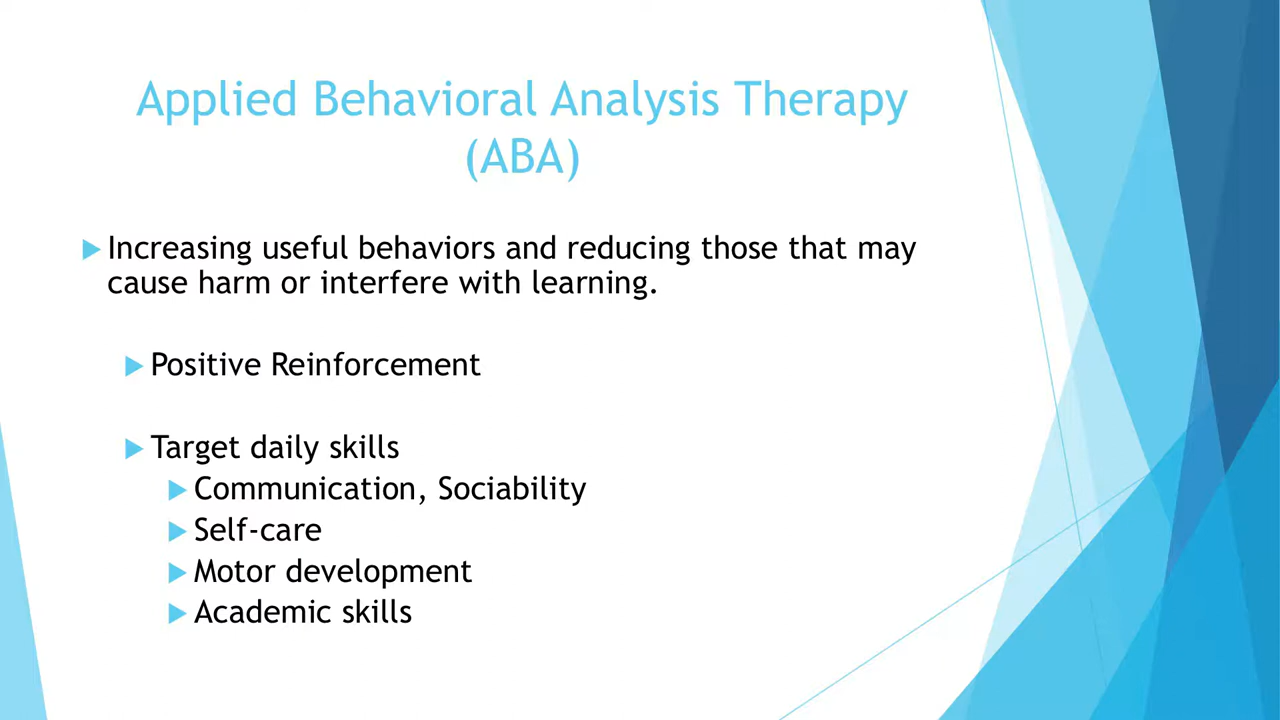 Applied Behavioral Analysis Therapy
(ABA)
Increasing useful behaviors and reducing those that may
cause harm or interfere with learning.
Positive Reinforcement
Target daily skills
Communication, Sociability
Self-care
Motor development
Academic skills